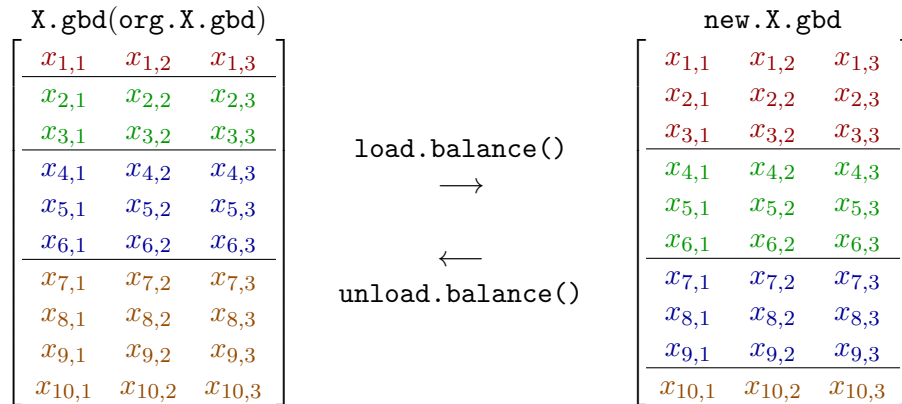 X.gbd(org.X.gbd)
x1,1 x1,2 x1,3
x2,1 x2,2 x2,3
x3,1 x3,2 x3,3
x4,1 x4,2 x4,3
x5,1 x5,2 x5,3
x6,1 x6,2 x6,3
x7,1 x7,2 x7,3
x8,1 x8,2 x8,3
x9,1 x9,2 x9,3
x10,1 x10,2 x10,3
load.balance()
⟶
⟵
unload.balance()
new.X.gbd
x1,1 x1,2 x1,3
x2,1 x2,2 x2,3
x3,1 x3,2 x3,3
x4,1 x4,2 x4,3
x5,1 x5,2 x5,3
x6,1 x6,2 x6,3
x7,1 x7,2 x7,3
x8,1 x8,2 x8,3
x9,1 x9,2 x9,3
x10,1 x10,2 x10,3